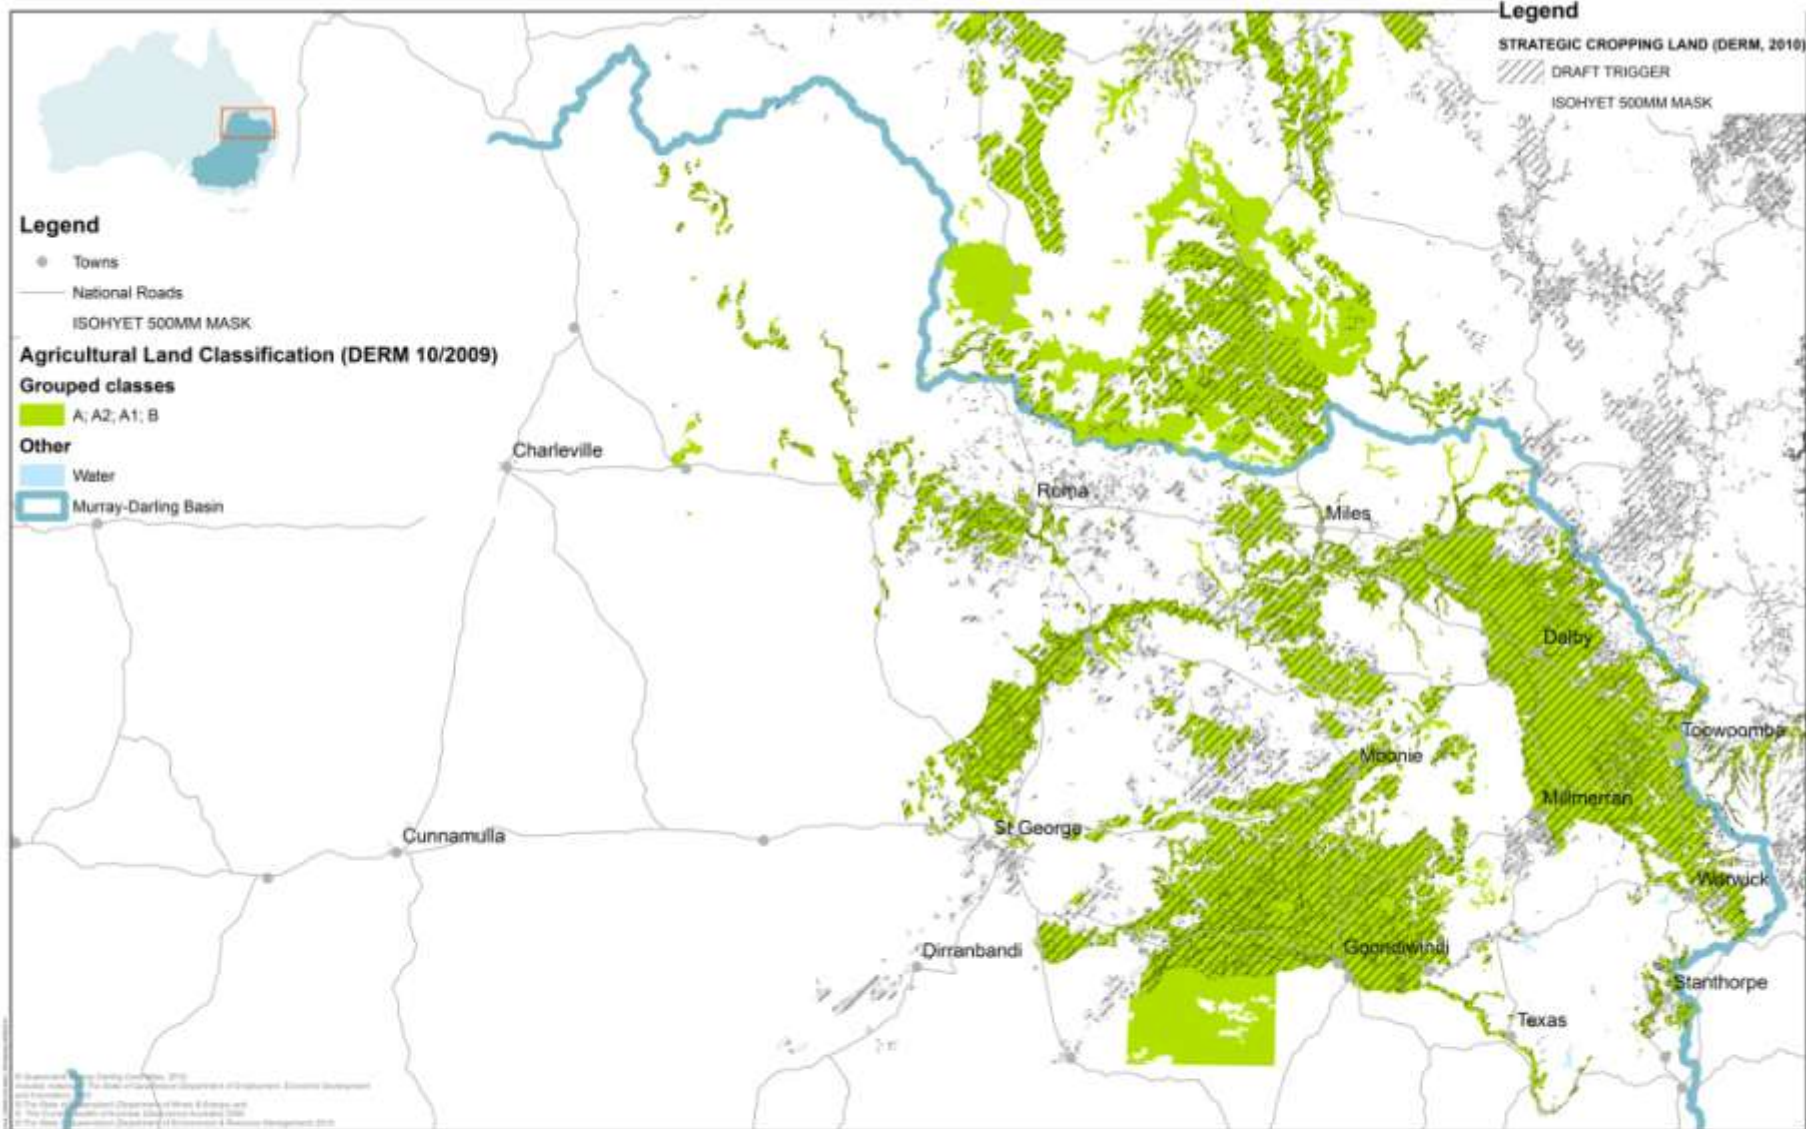 Legend
STRATEGIC CROPPING LAND (DERM, 2010)
DRAFT TRIGGER
ISOHYET 500MM MASK
Legend
Towns
National Roads
ISOHYET 500MM MASK
Agricultural Land Classification (DERM 10/2009)
Grouped classes
A; A2; A1; B
Other
Water
Murray-Darling Basin
Charleville
Roma
Miles
Dalby
Toowoomba
Moonie
Millmerran
St George
Cunnamulla
Warwick
Goondiwindi
Dirranbandi
Stanthorpe
Texas